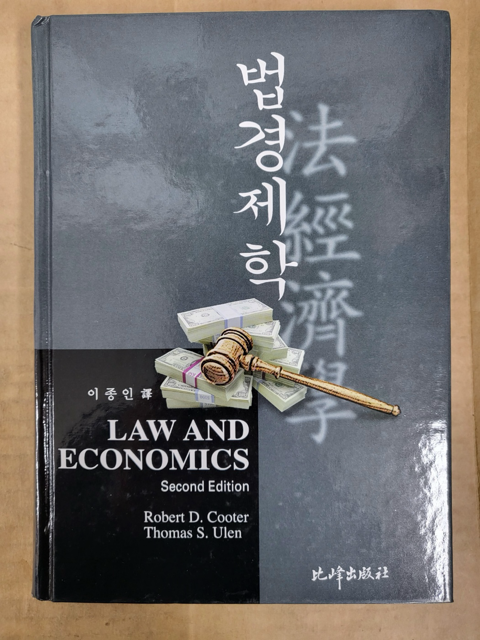 법경제학
法經濟學
이종인 譯
LAW AND
ECONOMICS
Second Edition
Robert D. Cooter
Thomas S. Ulen
比峰出版社